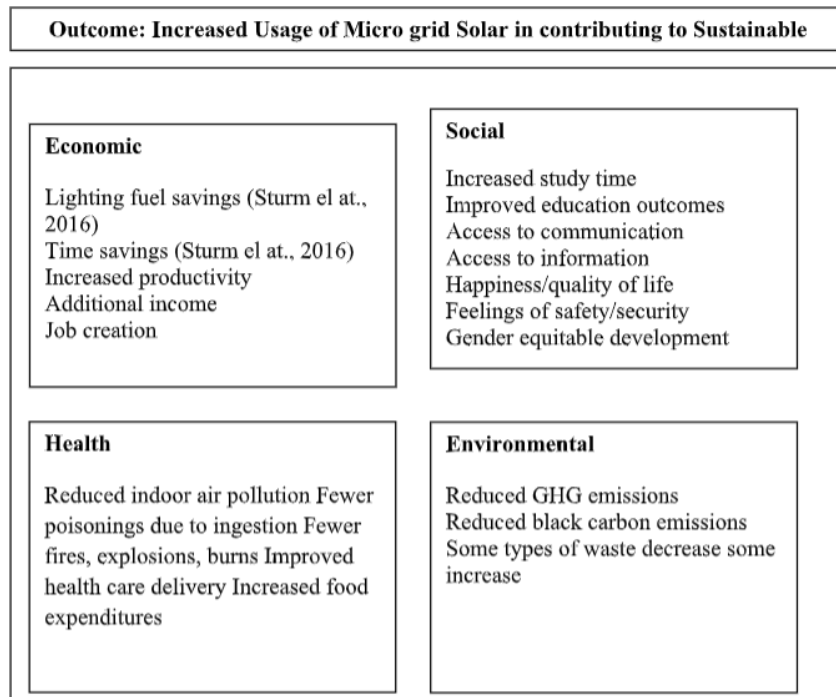 Outcome: Increased Usage of Micro grid Solar in contributing to Sustainable
Economic
Lighting fuel savings (Sturm el at.,
2016)
Time savings (Sturm el at., 2016)
Increased productivity
Additional income
Job creation
Social
Increased study time
Improved education outcomes
Access to communication
Access to information
Happiness/quality of life
Feelings of safety/security
Gender equitable development
Health
Reduced indoor air pollution Fewer
poisonings due to ingestion Fewer
fires, explosions, burns Improved
health care delivery Increased food
expenditures
Environmental
Reduced GHG emissions
Reduced black carbon emissions
Some types of waste decrease some
increase